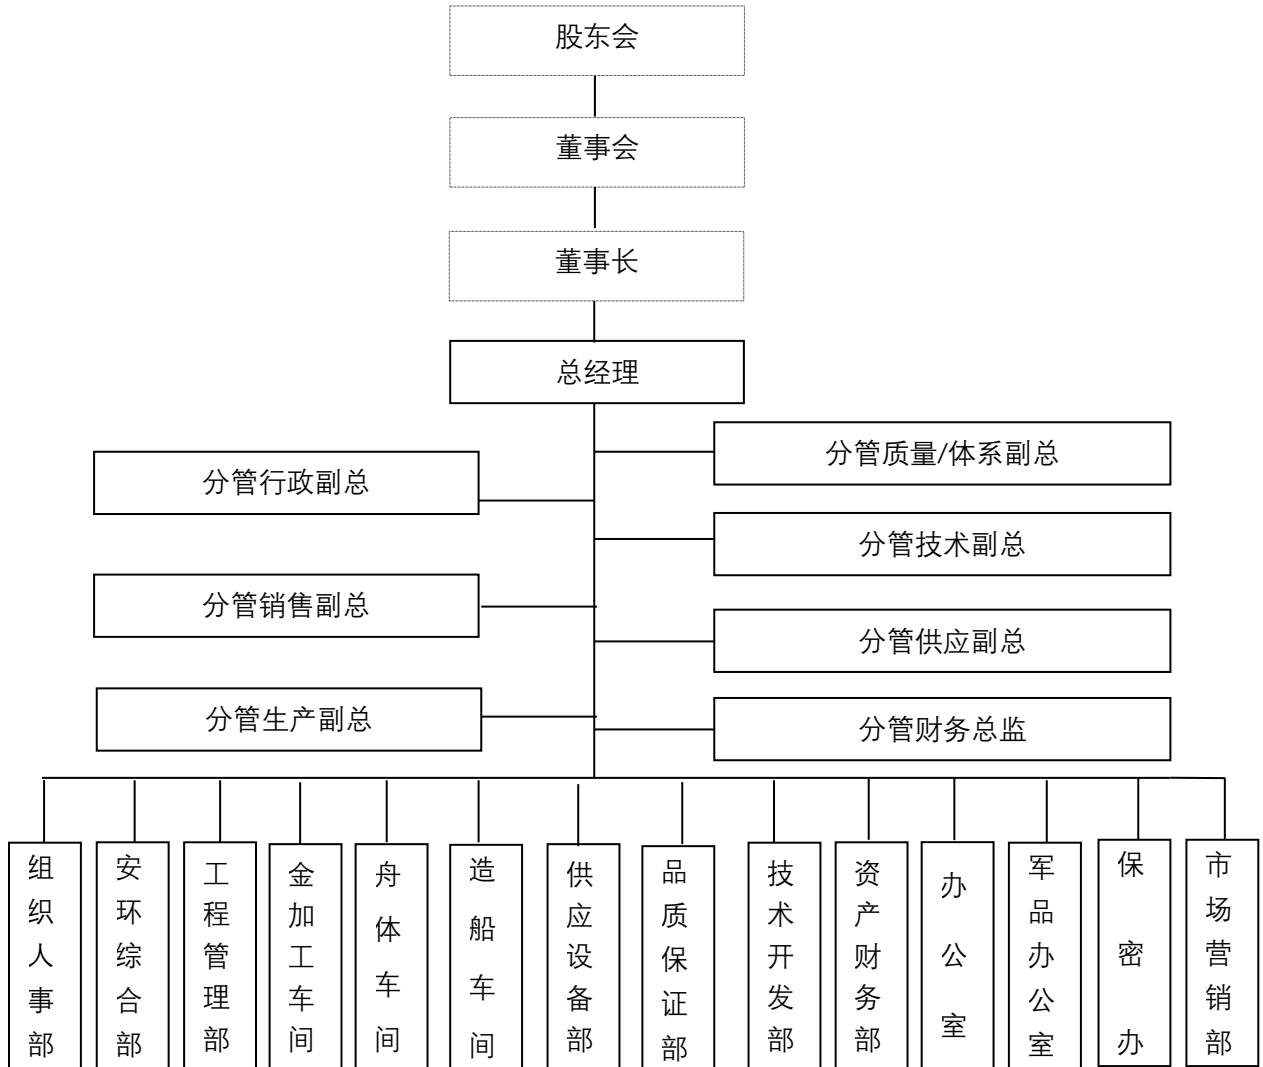 股东会
董事会
董事长
总经理
分管质量/体系副总
分管行政副总
分管技术副总
分管销售副总
分管供应副总
分管生产副总
分管财务总监
组织人事部
安环综合部
工程管理部
金加工车间
舟体车间
造船车间
供应设备部
品质保证部
技术开发部
资产财务部
办公室
军品办公室
保密办
市场营销部